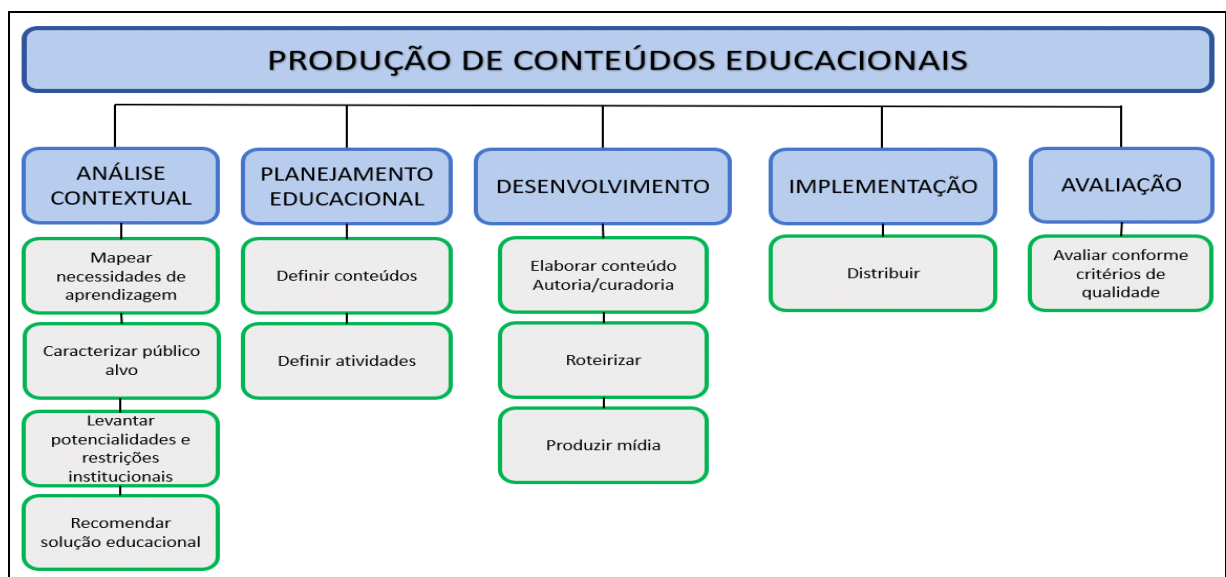 PRODUÇÃO DE CONTEÚDOS EDUCACIONAIS
ANÁLISE
CONTEXTUAL
Mapear
necessidades de
aprendizagem
Caracterizar público
alvo
Levantar
potencialidades e
restrições
institucionais
Recomendar
solução educacional
PLANEJAMENTO
EDUCACIONAL
Definir conteúdos
Definir atividades
DESENVOLVIMENTO
Elaborar conteúdo
Autoria/curadoria
Roteirizar
Produzir mídia
IMPLEMENTAÇÃO
Distribuir
AVALIAÇÃO
Avaliar conforme
critérios de
qualidade